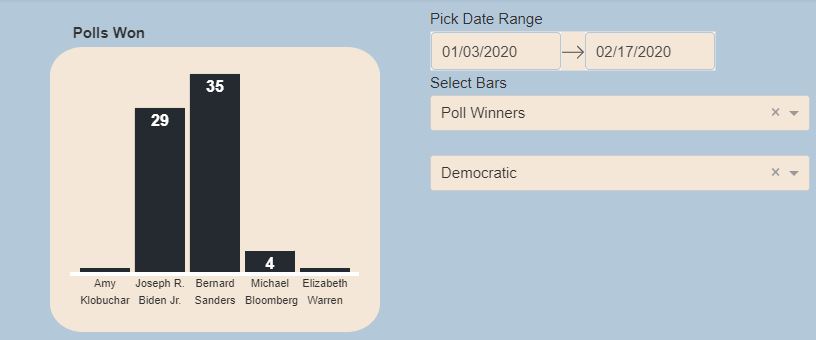 Polls Won
35
29
4
Amy Joseph R. Bernard Michael Elizabeth
Klobuchar Biden Jr. Sanders Bloomberg Warren
Pick Date Range
01/03/2020 → 02/17/2020
Select Bars
Poll Winners × 
Democratic ×